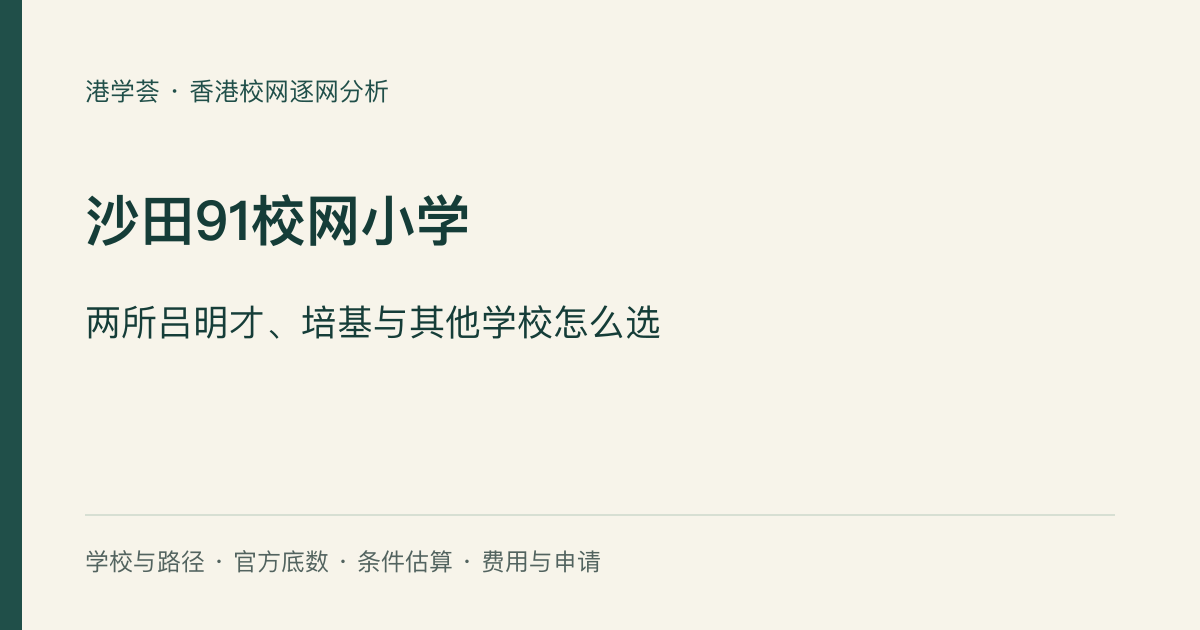 港学荟 · 香港校网逐网分析
沙田91校网小学
两所吕明才、培基与其他学校怎么选
学校与路径 · 官方底数 · 条件估算 · 费用与申请